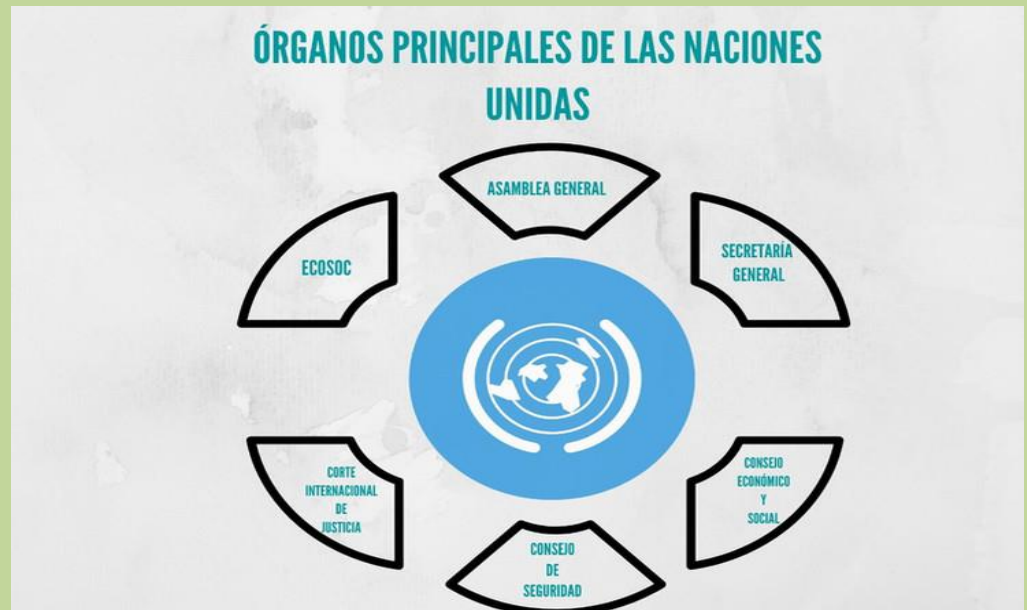 ÓRGANOS PRINCIPALES DE LAS NACIONES
UNIDAS
ASAMBLEA GENERAL
SECRETARÍA
GENERAL
ECOSOC
CORTE
INTERNACIONAL
DE
JUSTICIA
CONSEJO
ECONÓMICO
Y
SOCIAL
CONSEJO
DE
SEGURIDAD